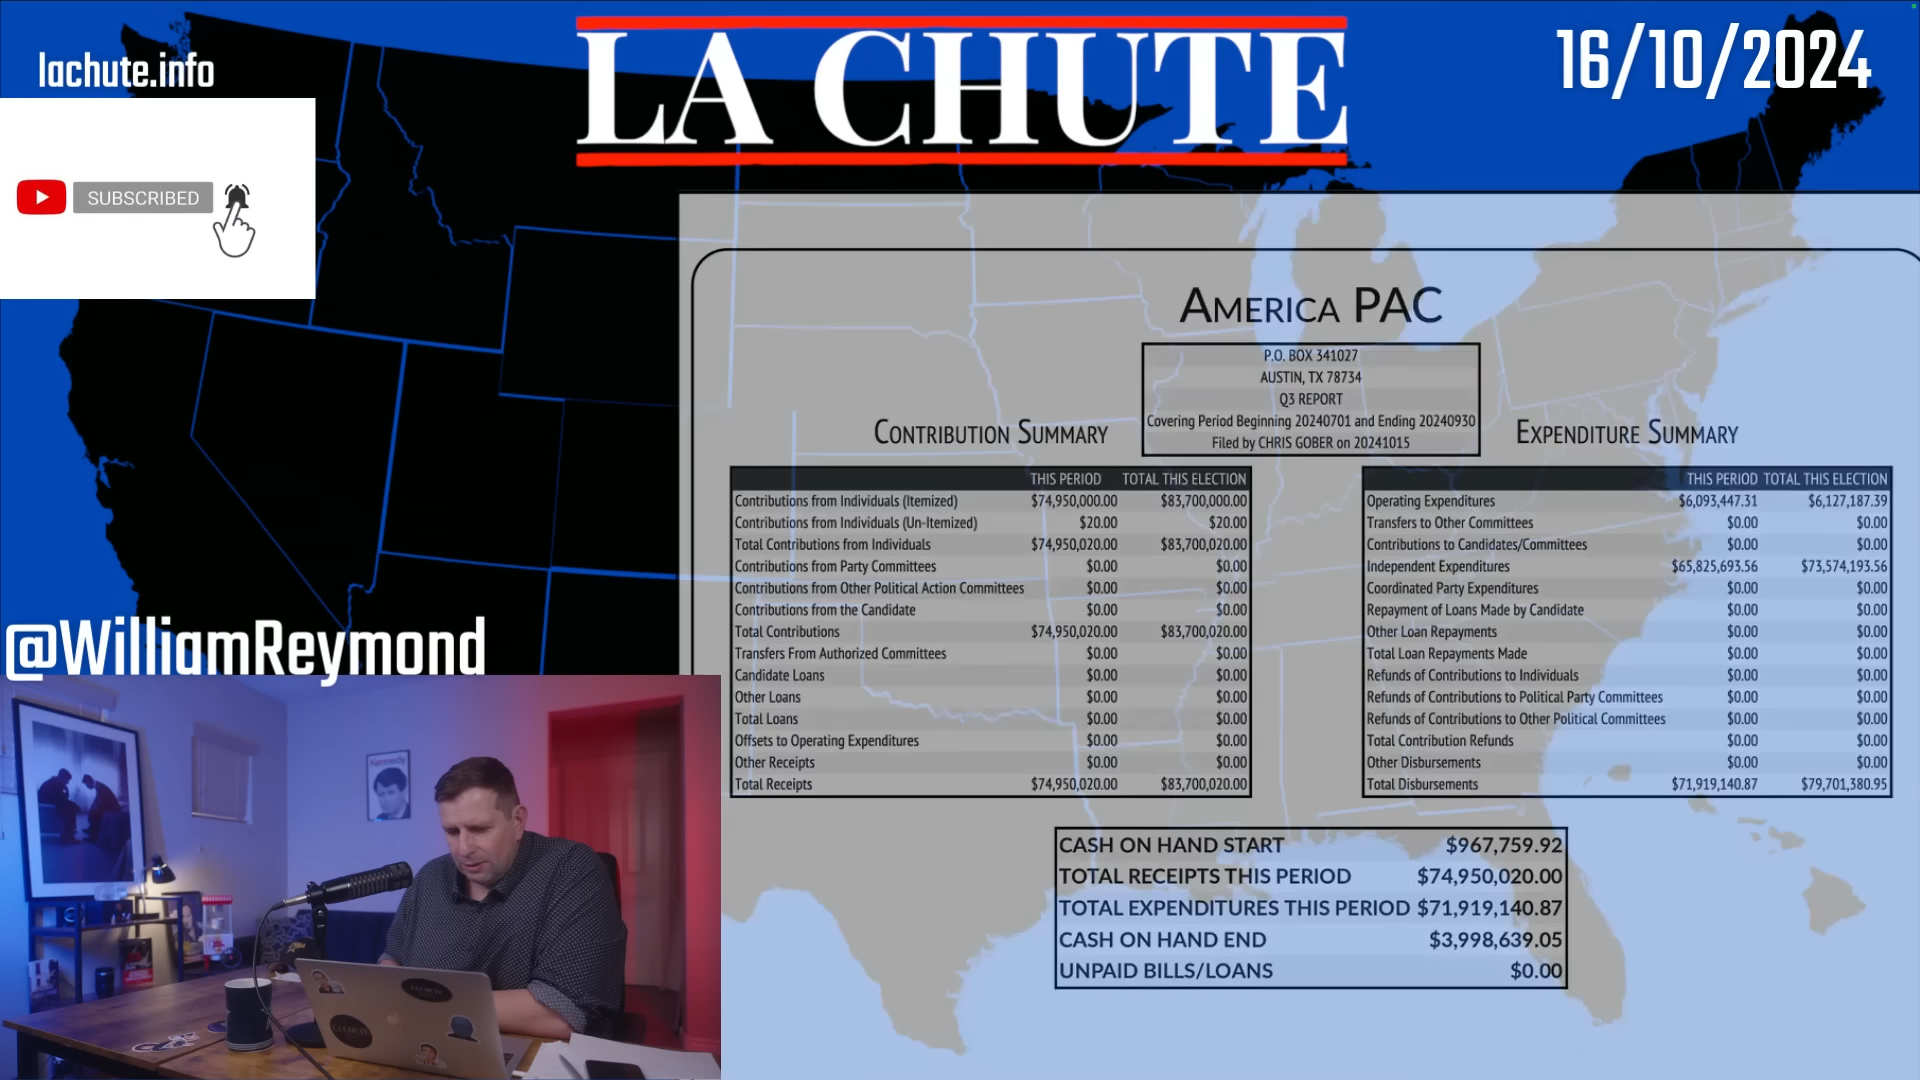 lachute.info
LA CHUTE
16/10/2024
SUBSCRIBED
AMERICA PAC
P.O. BOX 341027
AUSTIN, TX 78734
Q3 REPORT
Covering Period Beginning 20240701 and Ending 20240930
Filed by CHRIS GOBER on 20241015
CONTRIBUTION SUMMARY
THIS PERIOD TOTAL THIS ELECTION
Contributions from Individuals (Itemized) $74,950,000.00 $83,700,000.00
Contributions from Individuals (Un-Itemized) $20.00 $20.00
Total Contributions from Individuals $74,950,020.00 $83,700,020.00
Contributions from Party Committees $0.00 $0.00
Contributions from Other Political Action Committees $0.00 $0.00
Contributions from the Candidate $0.00 $0.00
Total Contributions $74,950,020.00 $83,700,020.00
Transfers From Authorized Committees $0.00 $0.00
Candidate Loans $0.00 $0.00
Other Loans $0.00 $0.00
Total Loans $0.00 $0.00
Offsets to Operating Expenditures $0.00 $0.00
Other Receipts $0.00 $0.00
Total Receipts $74,950,020.00 $83,700,020.00
EXPENDITURE SUMMARY
THIS PERIOD TOTAL THIS ELECTION
Operating Expenditures $6,093,447.31 $6,127,187.39
Transfers to Other Committees $0.00 $0.00
Contributions to Candidates/Committees $0.00 $0.00
Independent Expenditures $65,825,693.56 $73,574,193.56
Coordinated Party Expenditures $0.00 $0.00
Repayment of Loans Made by Candidate $0.00 $0.00
Other Loan Repayments $0.00 $0.00
Total Loan Repayments Made $0.00 $0.00
Refunds of Contributions to Individuals $0.00 $0.00
Refunds of Contributions to Political Party Committees $0.00 $0.00
Refunds of Contributions to Other Political Committees $0.00 $0.00
Total Contribution Refunds $0.00 $0.00
Other Disbursements $0.00 $0.00
Total Disbursements $71,919,140.87 $79,701,380.95
CASH ON HAND START $967,759.92
TOTAL RECEIPTS THIS PERIOD $74,950,020.00
TOTAL EXPENDITURES THIS PERIOD $71,919,140.87
CASH ON HAND END $3,998,639.05
UNPAID BILLS/LOANS $0.00
@WilliamReymond
Kennedy